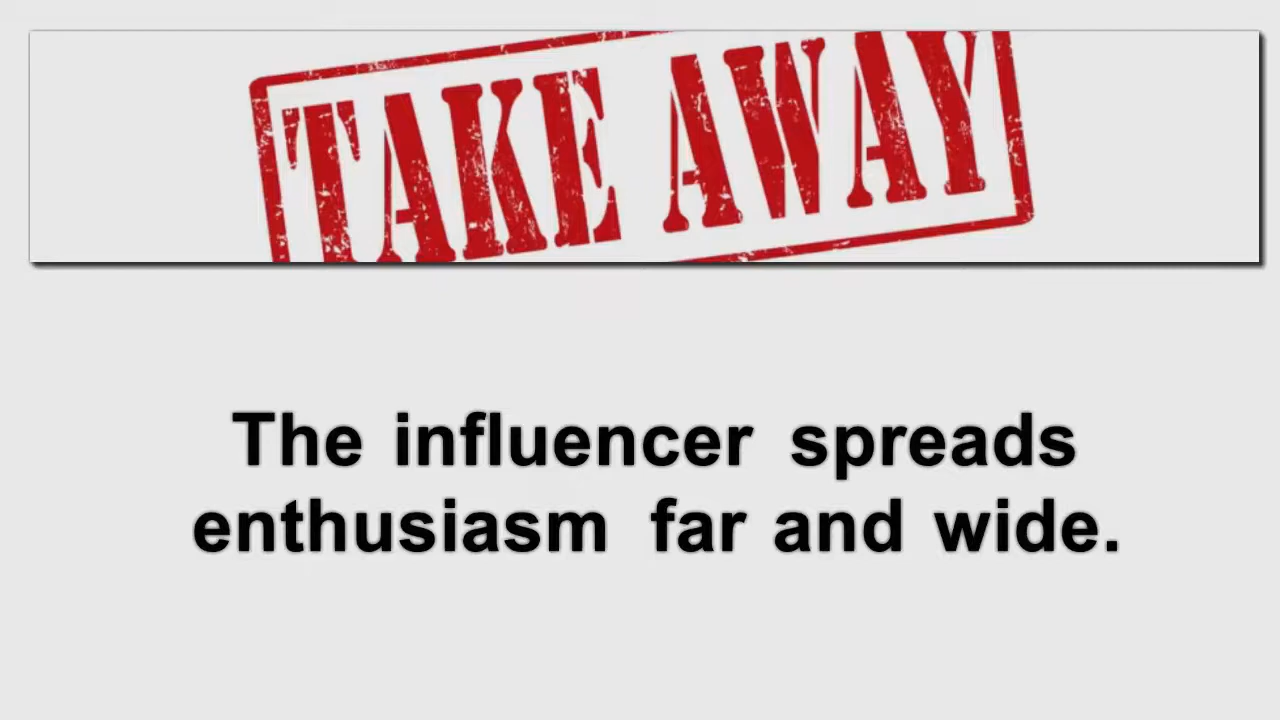 TAKE AWAY
The influencer spreads
enthusiasm far and wide.